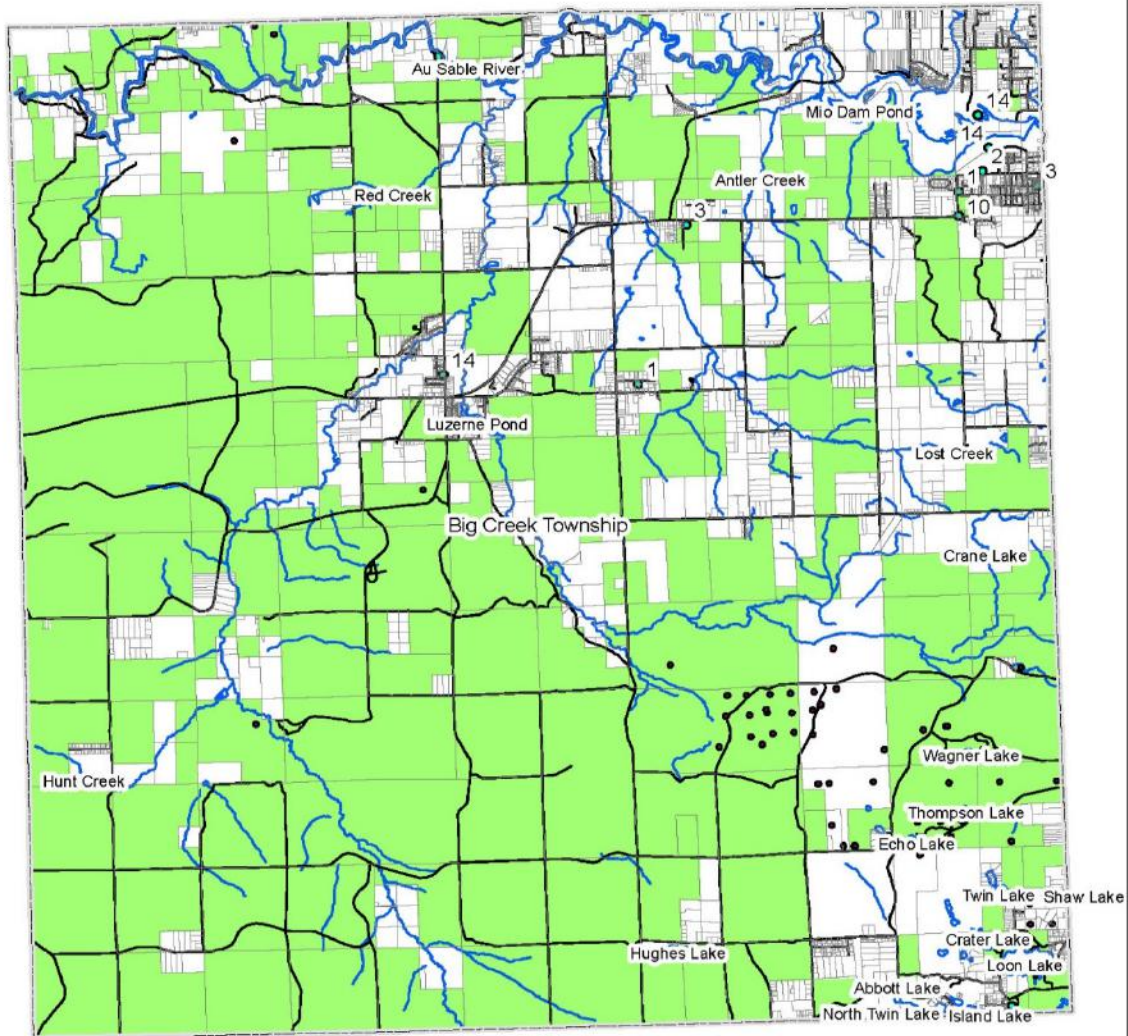 Au Sable River
14
Mio Dam Pond
14
2
Antler Creek
1
3
Red Creek
10
3
14
1
Luzerne Pond
Lost Creek
Big Creek Township
Crane Lake
Wagner Lake
Hunt Creek
Thompson Lake
Echo Lake
Twin Lake
Shaw Lake
Crater Lake
Hughes Lake
Loon Lake
Abbott Lake
North Twin Lake
Island Lake